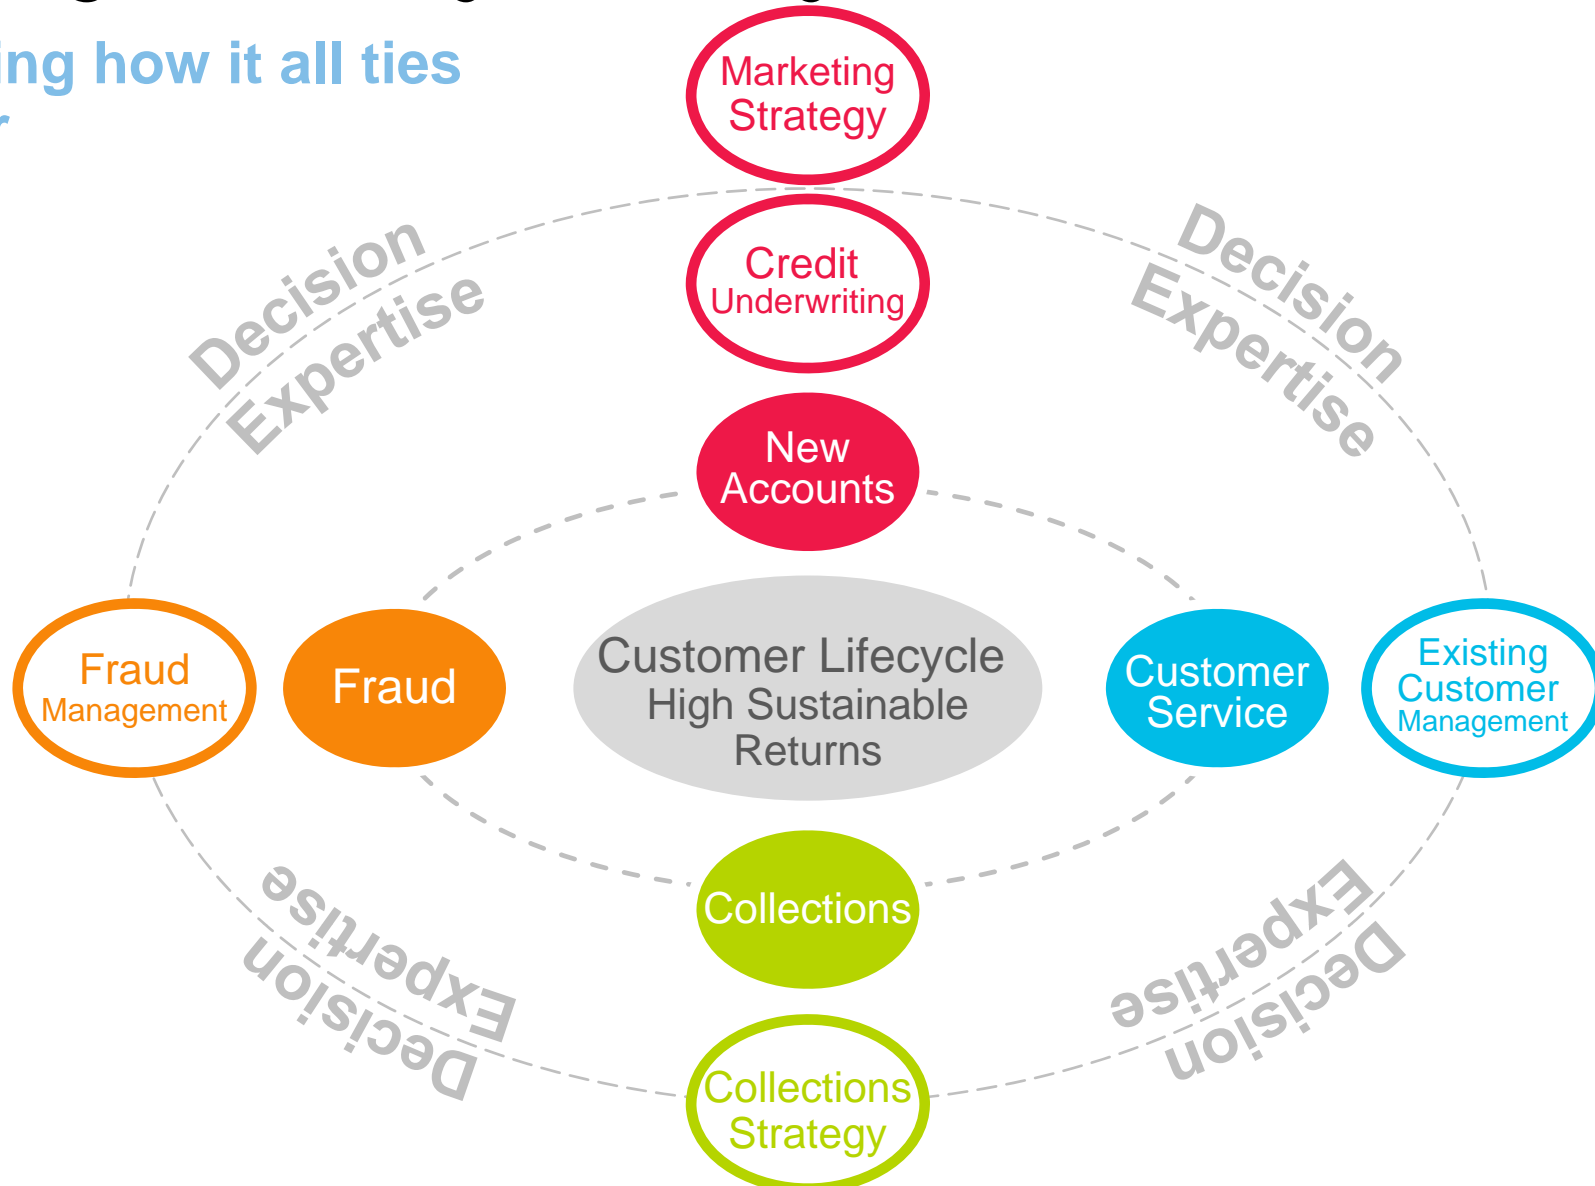 ing how it all ties
Marketing
Strategy
Decision
Expertise
Decision
Expertise
Credit
Underwriting
New
Accounts
Fraud
Management
Fraud
Customer Lifecycle
High Sustainable
Returns
Customer
Service
Existing
Customer
Management
Collections
Expertise
Decision
Expertise
Decision
Collections
Strategy